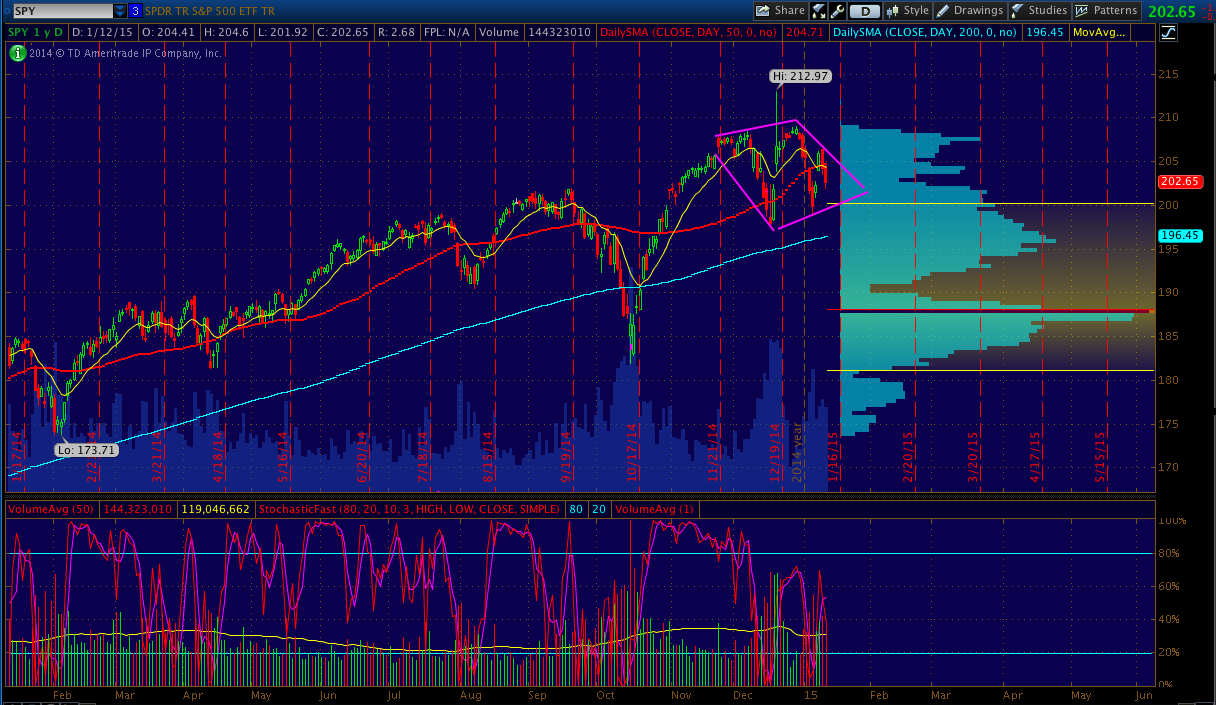 SPY 3 SPDR TR S&P 500 ETF TR Share D Style Drawings Studies Patterns 202.65
SPY 1 y D D: 1/12/15 O: 204.41 H: 204.6 L: 201.92 C: 202.65 R: 2.68 FPL: N/A Volume 144323010 DailySMA (CLOSE, DAY, 50, 0, no) 204.71 DailySMA (CLOSE, DAY, 200, 0, no) 196.45 MovAvg...
i 2014 © TD Ameritrade IP Company, Inc.
Hi: 212.97
215
210
205
202.65
200
196.45
195
190
185
180
175
170
Lo: 173.71
3/21/14 4/18/14 5/16/14 6/20/14 7/18/14 8/15/14 9/19/14 10/17/14 11/21/14 12/19/14 2014 year 1/16/15 2/20/15 3/20/15 4/17/15 5/15/15
VolumeAvg (50) 144,323,010 119,046,662 StochasticFast (80, 20, 10, 3, HIGH, LOW, CLOSE, SIMPLE) 80 20 VolumeAvg (1)
100%
80%
60%
40%
20%
0%
Feb Mar Apr May Jun Jul Aug Sep Oct Nov Dec 15 Feb Mar Apr May Jun